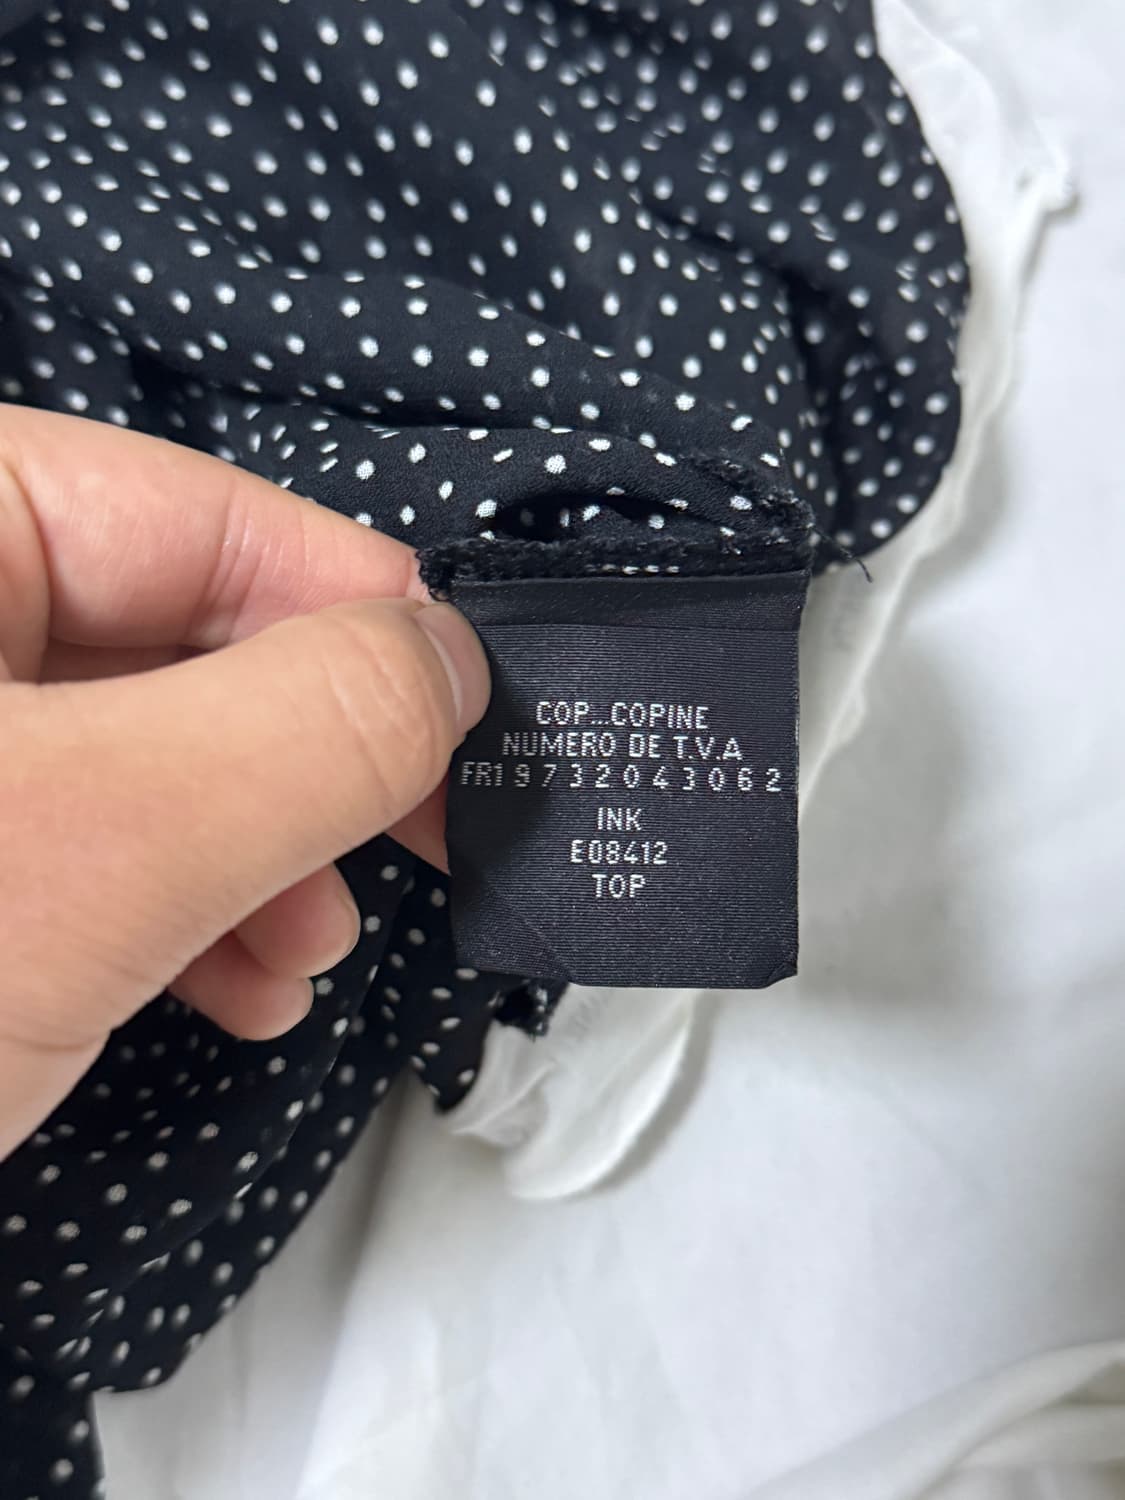 COP...COPINE
NUMERO DE T.V.A
FR19732043062
INK
E08412
TOP